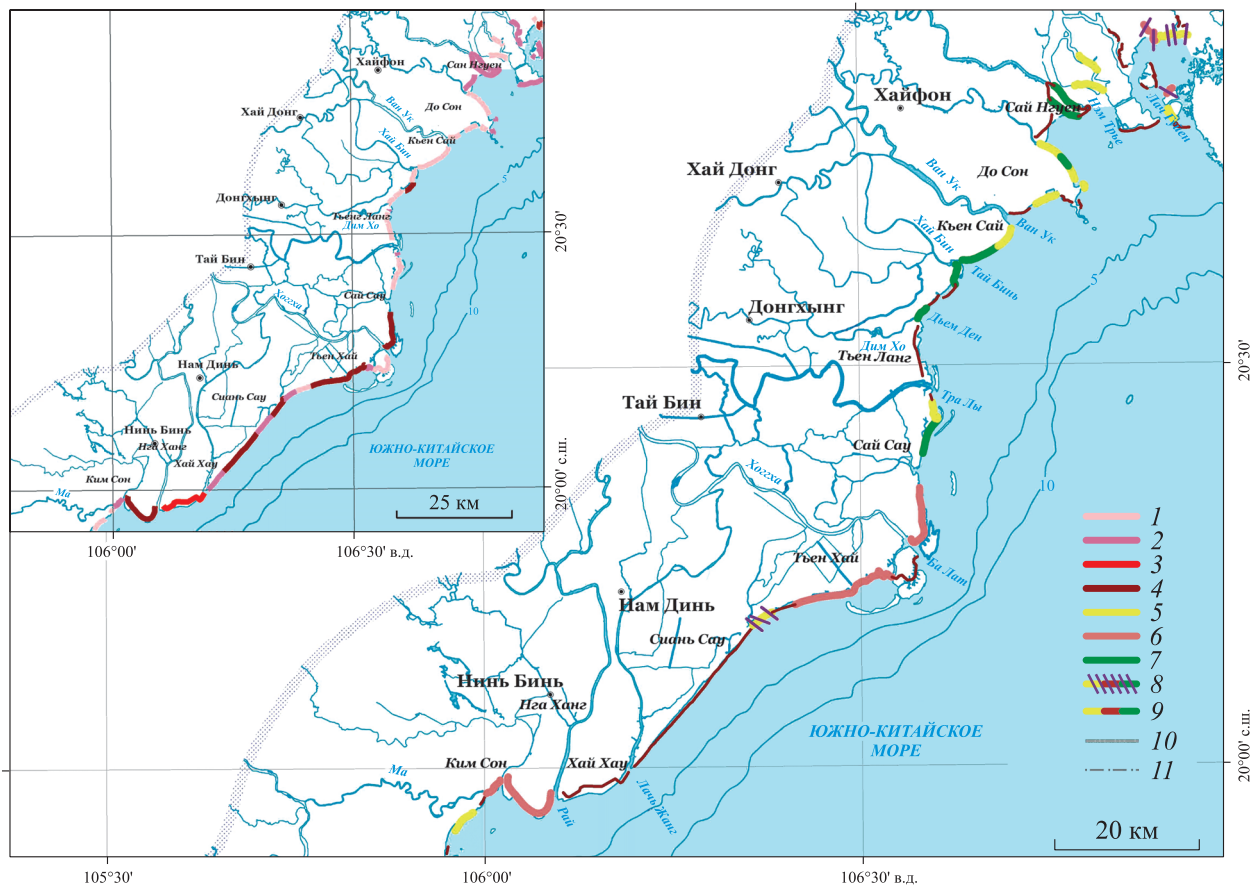 Хайфон
Сан Нгуен
До Сон
Ван Ук
Хай Донг
Хай Бин
Кьен Сай
5
Донгхынг
Тьенг Ланг
Дим Хо
Тай Бин
Хоггха
Сай Сау
10
Тьен Хай
Нам Динь
Сиань Сау
Нинь Бинь
Нга Ханг
Хай Хау
Ким Сон
Ма
ЮЖНО-КИТАЙСКОЕ
МОРЕ
25 км
106°00'
106°30' в.д.
20°30'
20°00' с.ш.
Хайфон
Сай Нгуен
Нэм Трье
Лач Гуен
Хай Донг
До Сон
Ван Ук
Кьен Сай
Ван Ук
Хай Бин
Тай Бинь
5
Донгхынг
Дьем Ден
Дим Хо
Тьен Ланг
Тай Бин
Тра Лы
Сай Сау
Хоггха
10
Тьен Хай
Ба Лат
Нам Динь
Сиань Сау
Нинь Бинь
Нга Ханг
Ким Сон
Хай Хау
Ма
Рай
Лачь Жанг
ЮЖНО-КИТАЙСКОЕ
МОРЕ
1
2
3
4
5
6
7
8
9
10
11
20 км
20°30'
20°00' с.ш.
105°30'
106°00'
106°30' в.д.